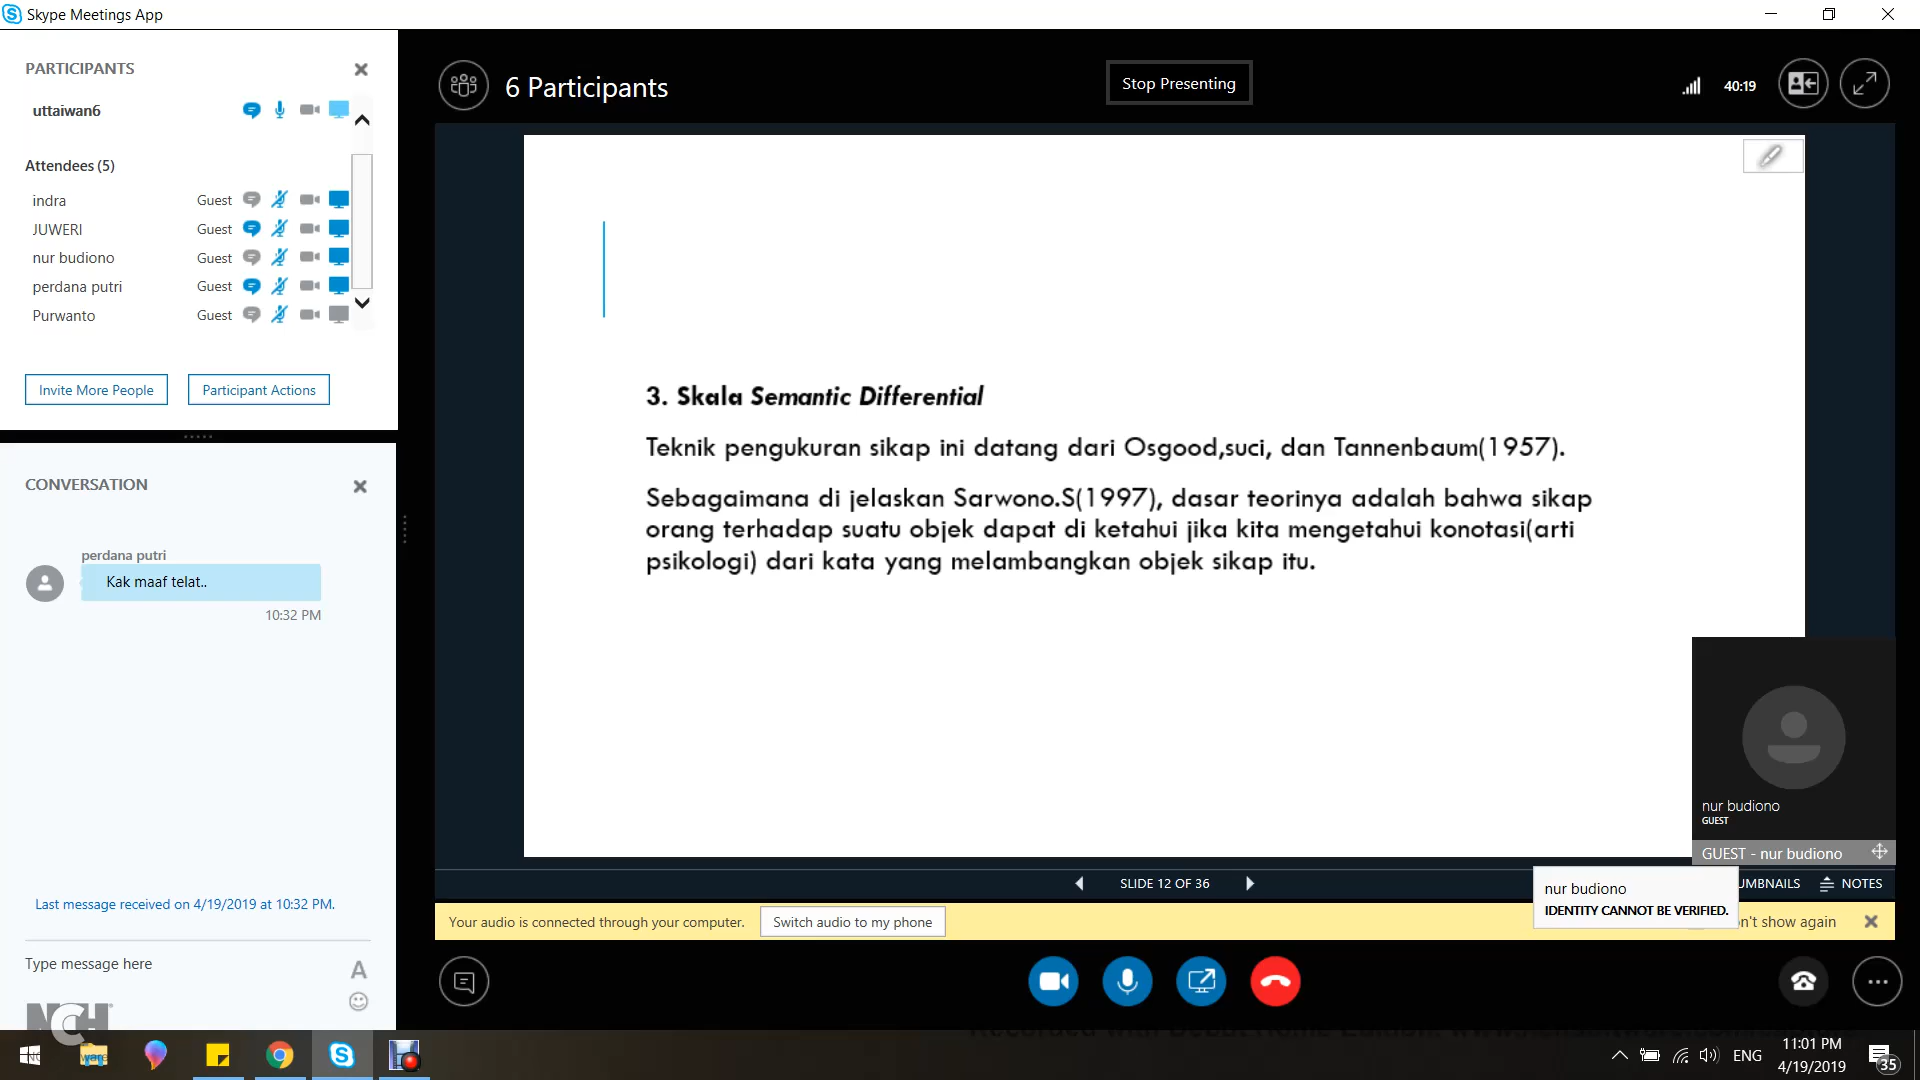 Skype Meetings App
PARTICIPANTS
uttaiwan6
Attendees (5)
indra Guest
JUWERI Guest
nur budiono Guest
perdana putri Guest
Purwanto Guest
Invite More People
Participant Actions
CONVERSATION
perdana putri
Kak maaf telat..
10:32 PM
Last message received on 4/19/2019 at 10:32 PM.
Type message here
A
NCH
6 Participants
Stop Presenting
40:19
3. Skala Semantic Differential
Teknik pengukuran sikap ini datang dari Osgood,suci, dan Tannenbaum(1957).
Sebagaimana di jelaskan Sarwono.S(1997), dasar teorinya adalah bahwa sikap
orang terhadap suatu objek dapat di ketahui jika kita mengetahui konotasi(arti
psikologi) dari kata yang melambangkan objek sikap itu.
nur budiono
GUEST
GUEST - nur budiono
SLIDE 12 OF 36
UMBNAILS
NOTES
nur budiono
IDENTITY CANNOT BE VERIFIED.
Your audio is connected through your computer.
Switch audio to my phone
n't show again
ENG
11:01 PM
4/19/2019
35